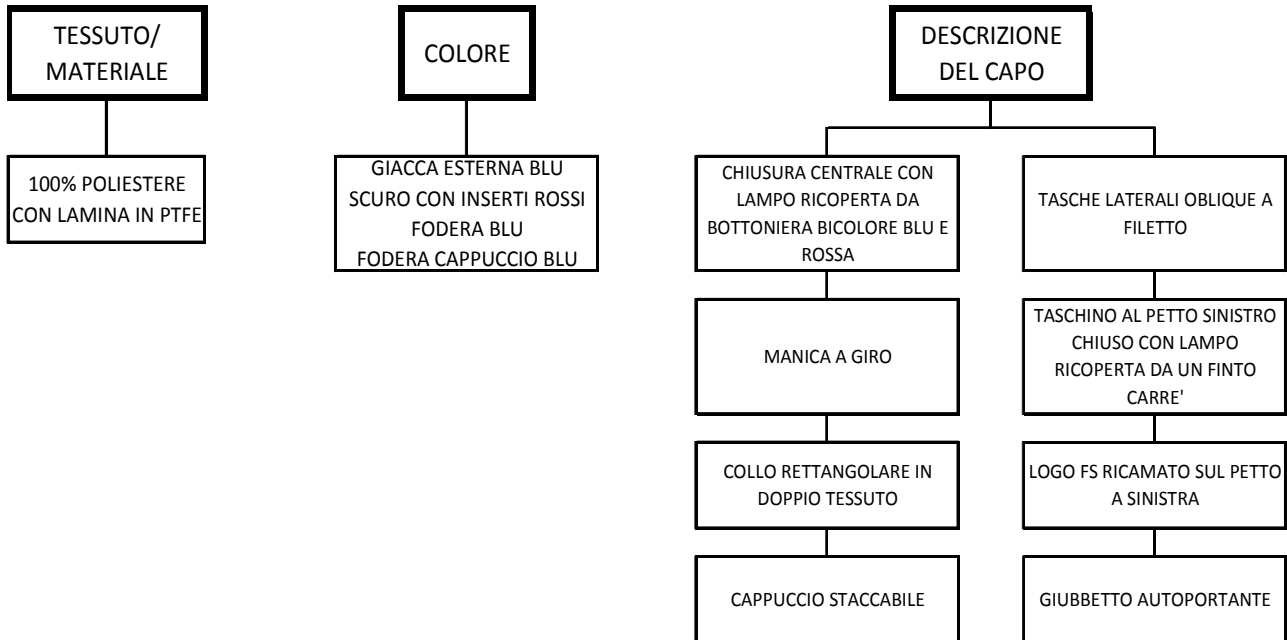 TESSUTO/
MATERIALE
100% POLIESTERE
CON LAMINA IN PTFE
COLORE
GIACCA ESTERNA BLU
SCURO CON INSERTI ROSSI
FODERA BLU
FODERA CAPPUCCIO BLU
DESCRIZIONE
DEL CAPO
CHIUSURA CENTRALE CON
LAMPO RICOPERTA DA
BOTTONIERA BICOLORE BLU E
ROSSA
MANICA A GIRO
COLLO RETTANGOLARE IN
DOPPIO TESSUTO
CAPPUCCIO STACCABILE
TASCHE LATERALI OBLIQUE A
FILETTO
TASCHINO AL PETTO SINISTRO
CHIUSO CON LAMPO
RICOPERTA DA UN FINTO
CARRE'
LOGO FS RICAMATO SUL PETTO
A SINISTRA
GIUBBETTO AUTOPORTANTE